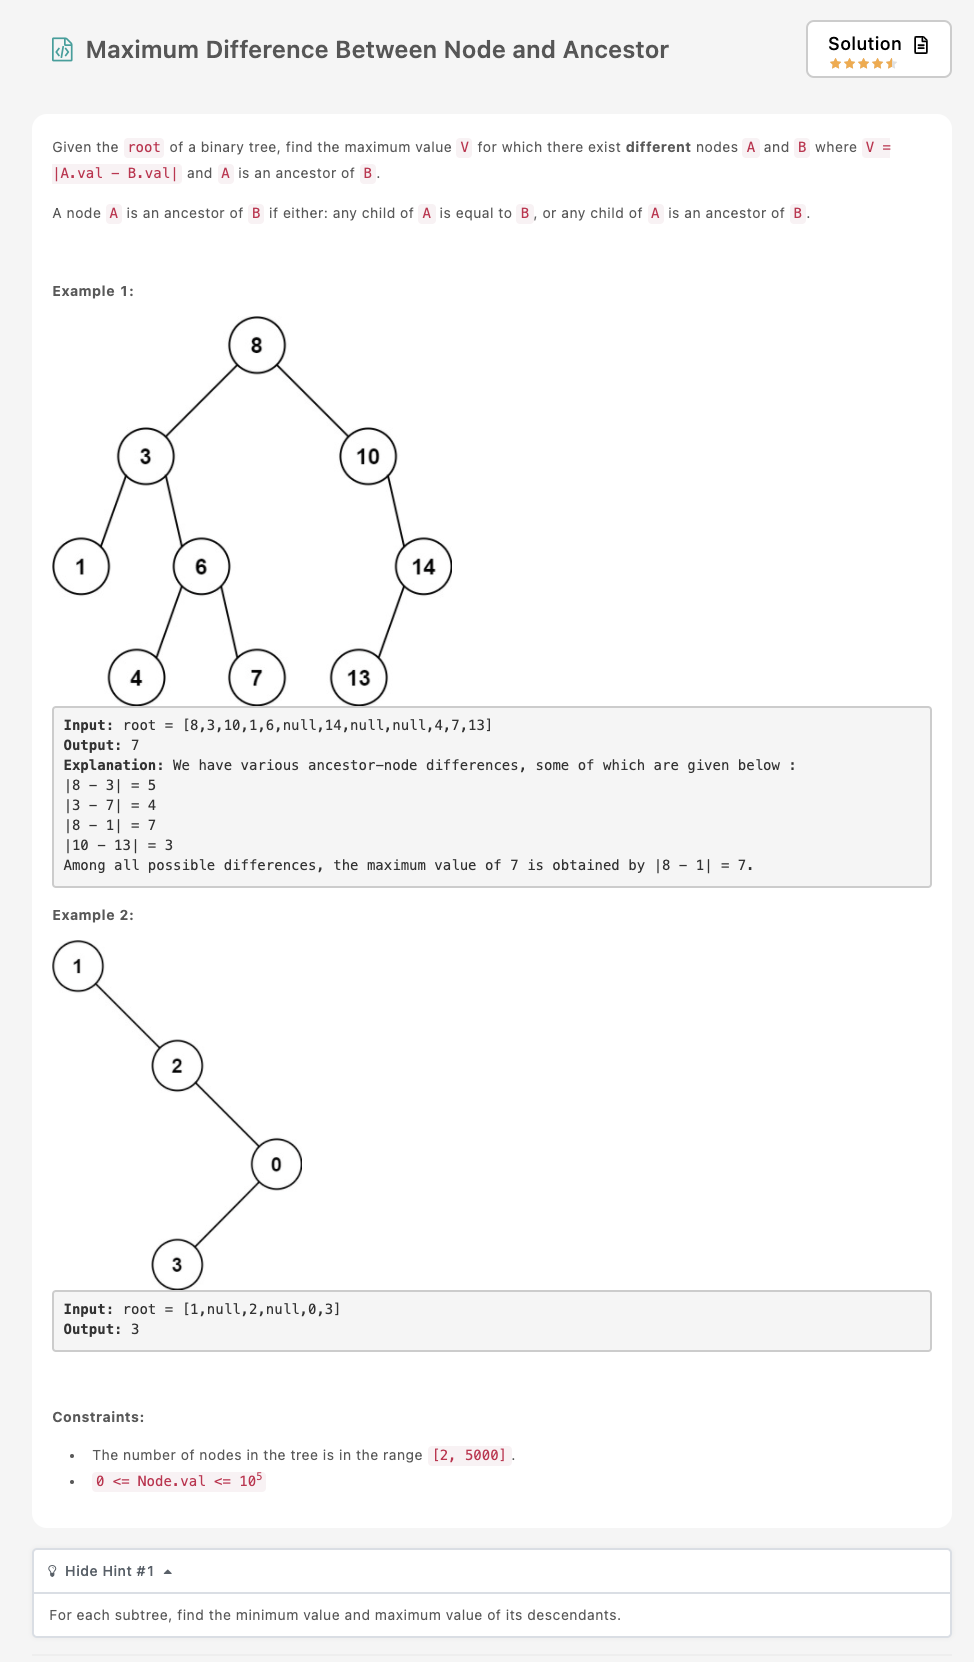 Maximum Difference Between Node and Ancestor
Solution
Given the root of a binary tree, find the maximum value V for which there exist different nodes A and B where V =
|A.val - B.val| and A is an ancestor of B.
A node A is an ancestor of B if either: any child of A is equal to B, or any child of A is an ancestor of B.
Example 1:
8
3 10
1 6 14
4 7 13
Input: root = [8,3,10,1,6,null,14,null,null,4,7,13]
Output: 7
Explanation: We have various ancestor-node differences, some of which are given below :
|8 - 3| = 5
|3 - 7| = 4
|8 - 1| = 7
|10 - 13| = 3
Among all possible differences, the maximum value of 7 is obtained by |8 - 1| = 7.
Example 2:
1
2
0
3
Input: root = [1,null,2,null,0,3]
Output: 3
Constraints:
• The number of nodes in the tree is in the range [2, 5000].
• 0 <= Node.val <= 10⁵
Hide Hint #1
For each subtree, find the minimum value and maximum value of its descendants.